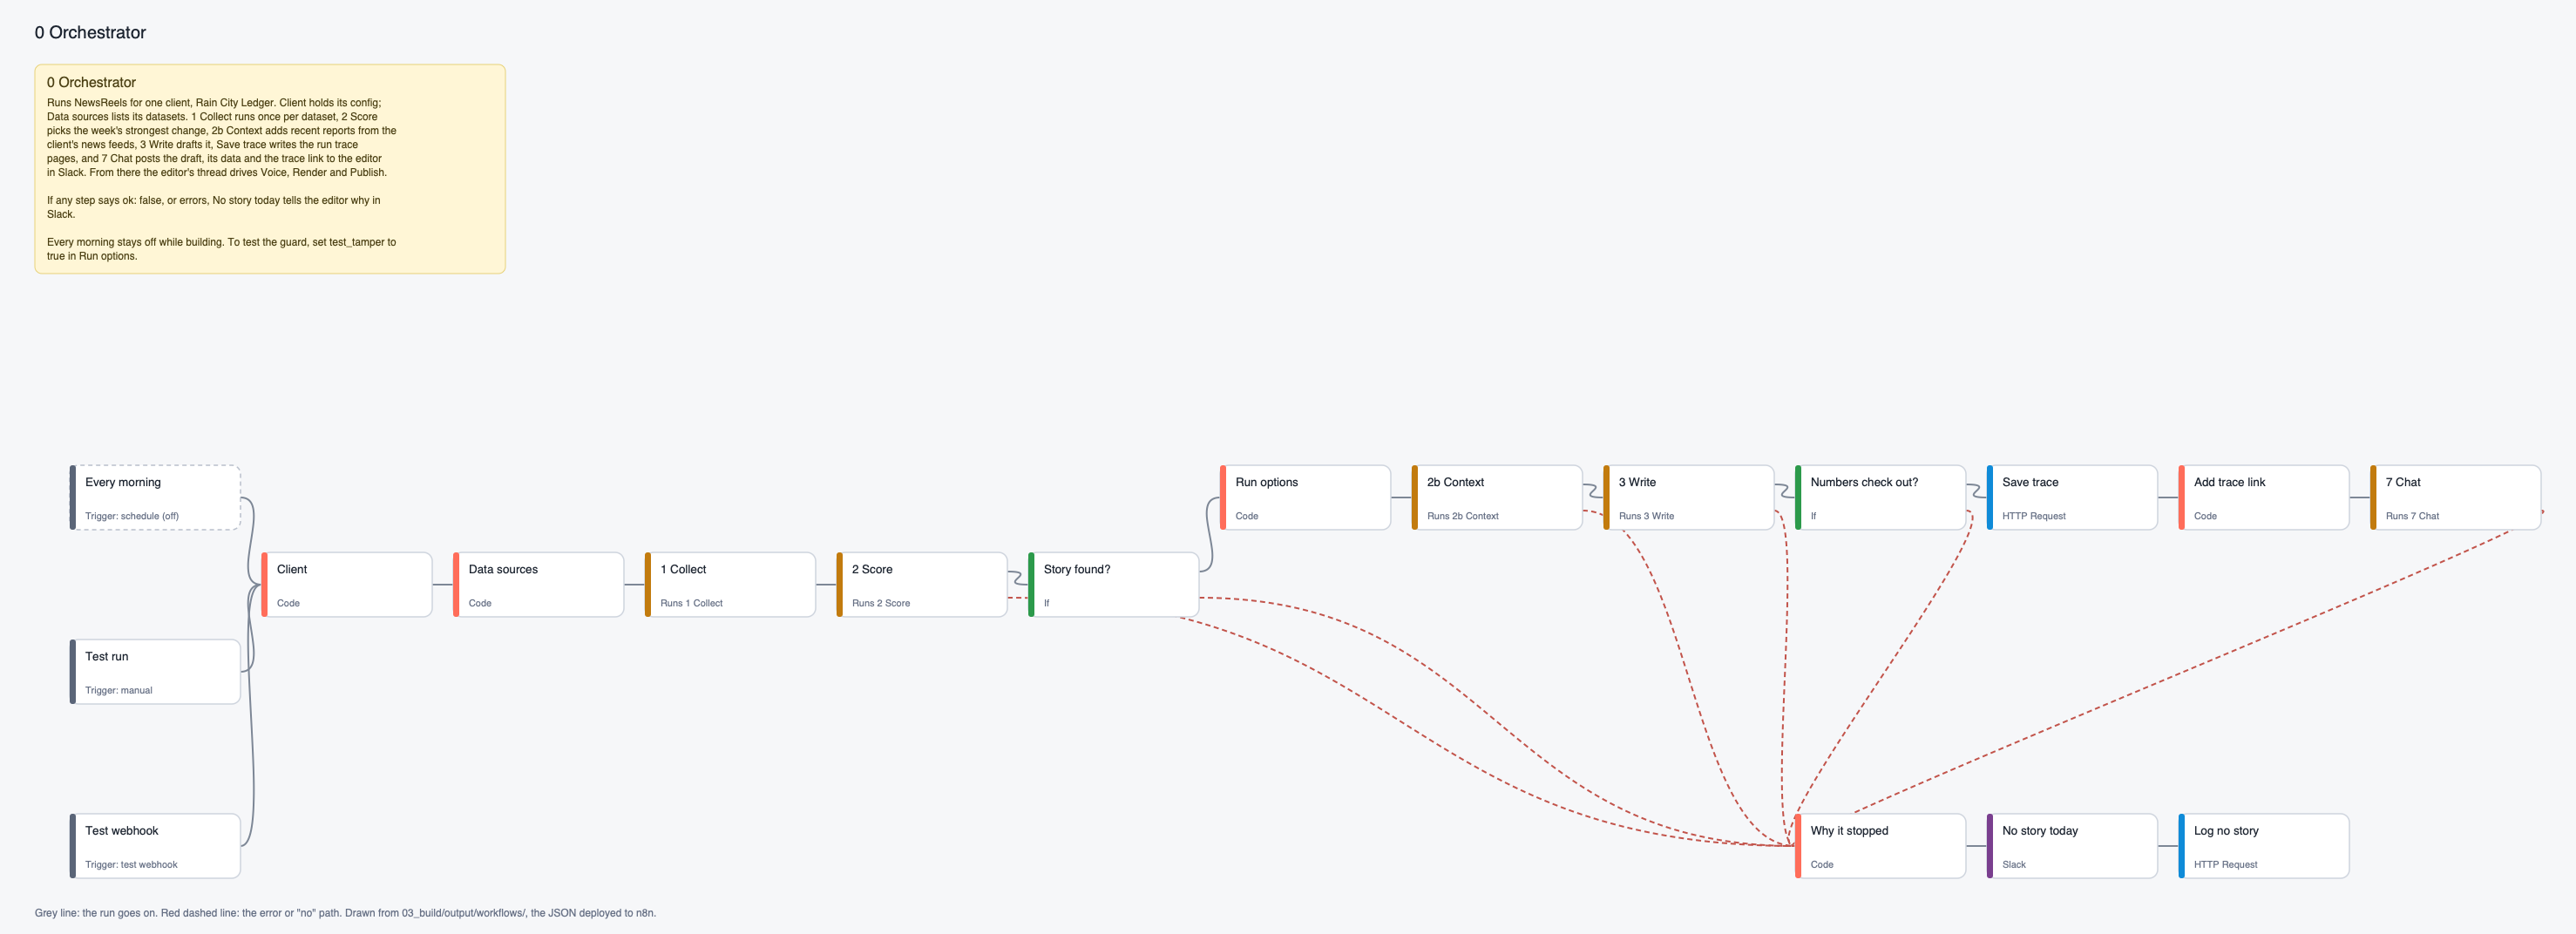 0 Orchestrator
0 Orchestrator
Runs NewsReels for one client, Rain City Ledger. Client holds its config;
Data sources lists its datasets. 1 Collect runs once per dataset, 2 Score
picks the week's strongest change, 2b Context adds recent reports from the
client's news feeds, 3 Write drafts it, Save trace writes the run trace
pages, and 7 Chat posts the draft, its data and the trace link to the editor
in Slack. From there the editor's thread drives Voice, Render and Publish.
If any step says ok: false, or errors, No story today tells the editor why in
Slack.
Every morning stays off while building. To test the guard, set test_tamper to
true in Run options.
Every morning
Trigger: schedule (off)
Test run
Trigger: manual
Test webhook
Trigger: test webhook
Client
Code
Data sources
Code
1 Collect
Runs 1 Collect
2 Score
Runs 2 Score
Story found?
If
Run options
Code
2b Context
Runs 2b Context
3 Write
Runs 3 Write
Numbers check out?
If
Save trace
HTTP Request
Add trace link
Code
7 Chat
Runs 7 Chat
Why it stopped
Code
No story today
Slack
Log no story
HTTP Request
Grey line: the run goes on. Red dashed line: the error or "no" path. Drawn from 03_build/output/workflows/, the JSON deployed to n8n.